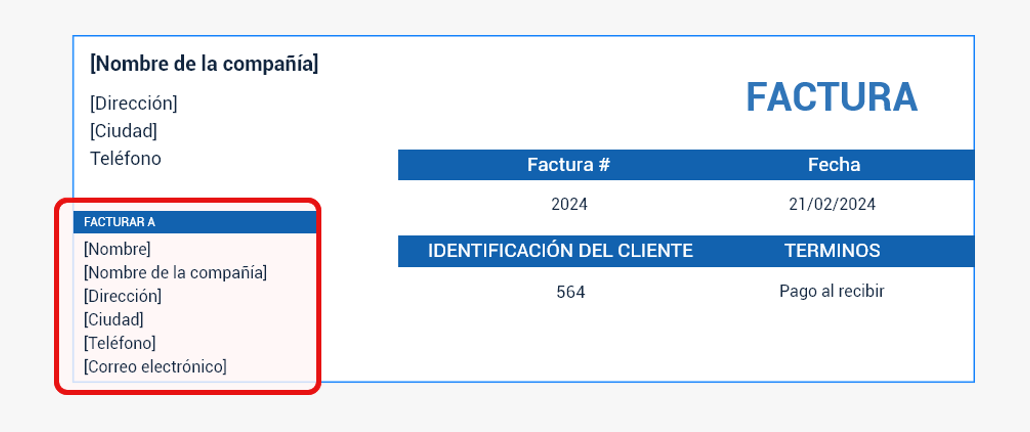 [Nombre de la compañía]
[Dirección]
[Ciudad]
Teléfono
FACTURA
Factura # Fecha
2024 21/02/2024
IDENTIFICACIÓN DEL CLIENTE TERMINOS
564 Pago al recibir
FACTURAR A
[Nombre]
[Nombre de la compañía]
[Dirección]
[Ciudad]
[Teléfono]
[Correo electrónico]